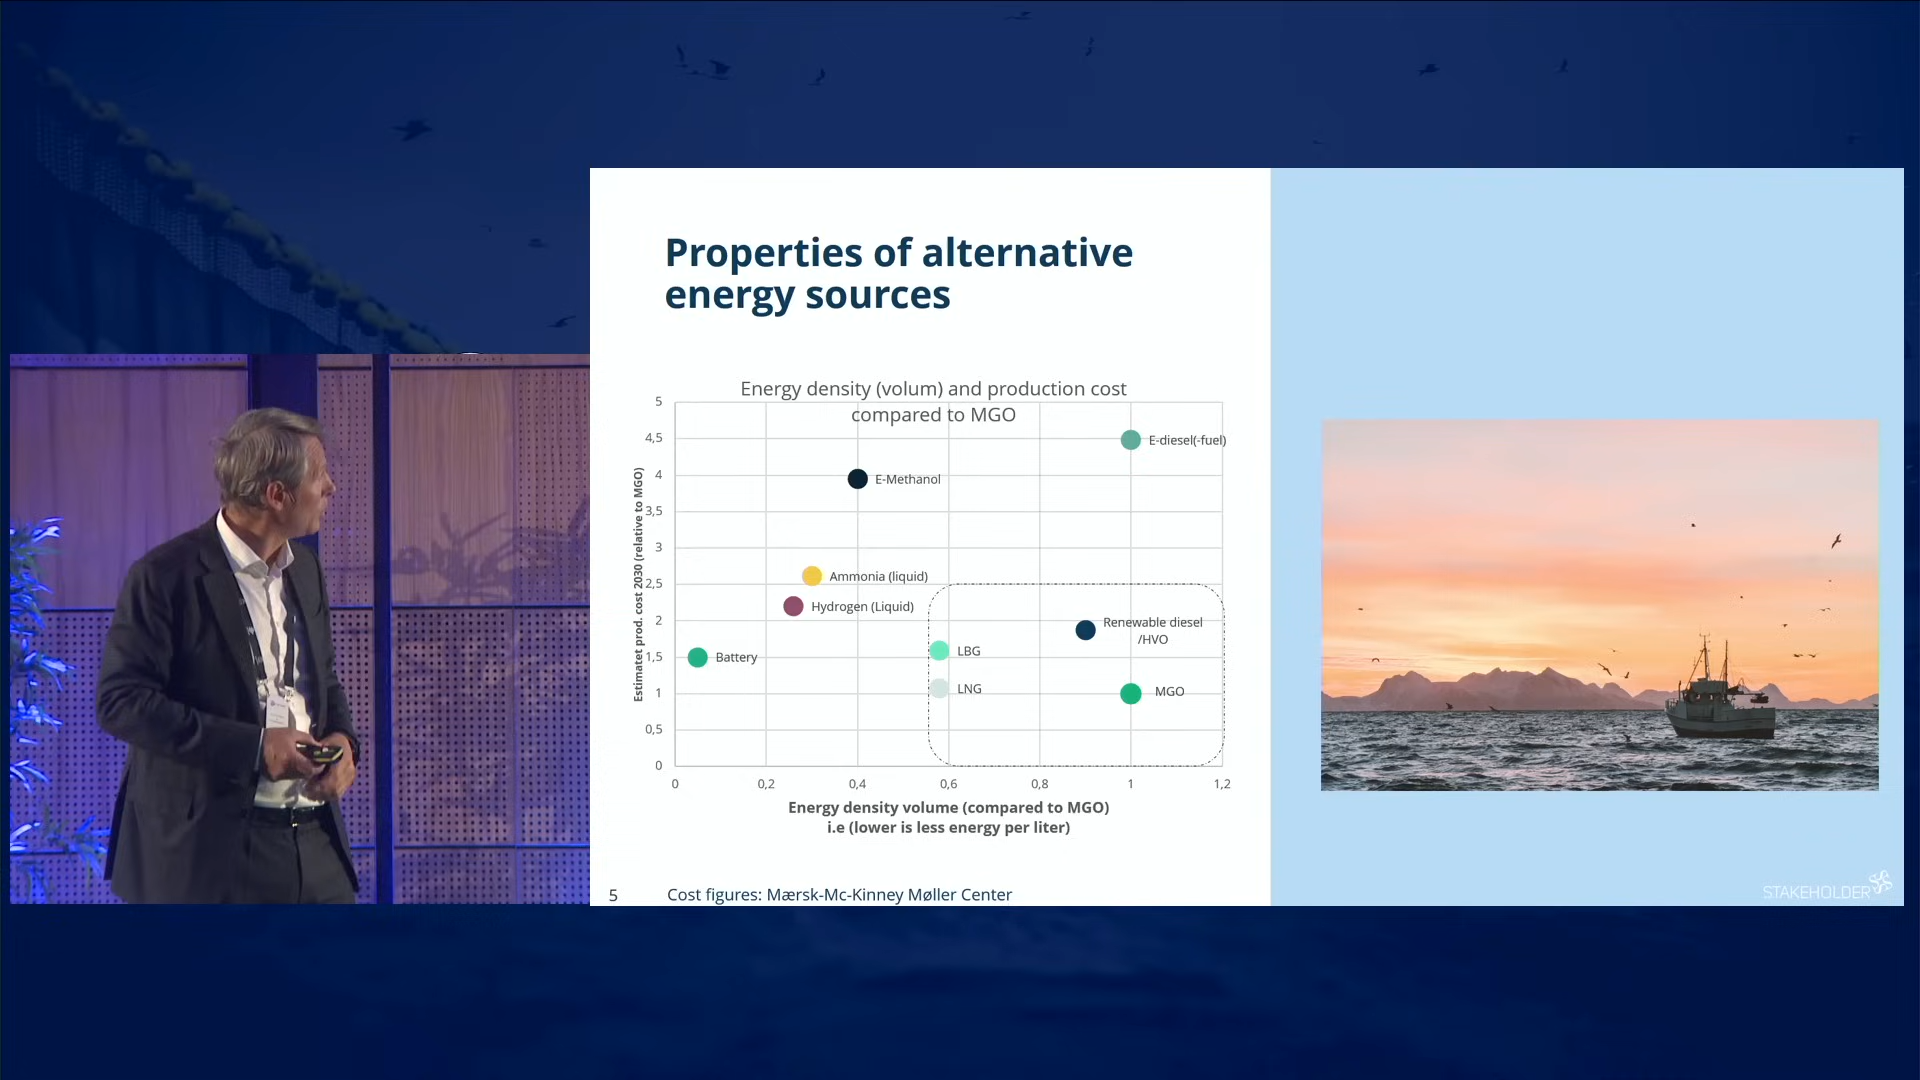 Properties of alternative
energy sources
Energy density (volum) and production cost
compared to MGO
Estimatet prod. cost 2030 (relative to MGO)
5
4,5
4
3,5
3
2,5
2
1,5
1
0,5
0
E-diesel(-fuel)
E-Methanol
Ammonia (liquid)
Hydrogen (Liquid)
Renewable diesel
/HVO
LBG
Battery
LNG
MGO
0
0,2
0,4
0,6
0,8
1
1,2
Energy density volume (compared to MGO)
i.e (lower is less energy per liter)
5
Cost figures: Mærsk-Mc-Kinney Møller Center
STAKEHOLDER